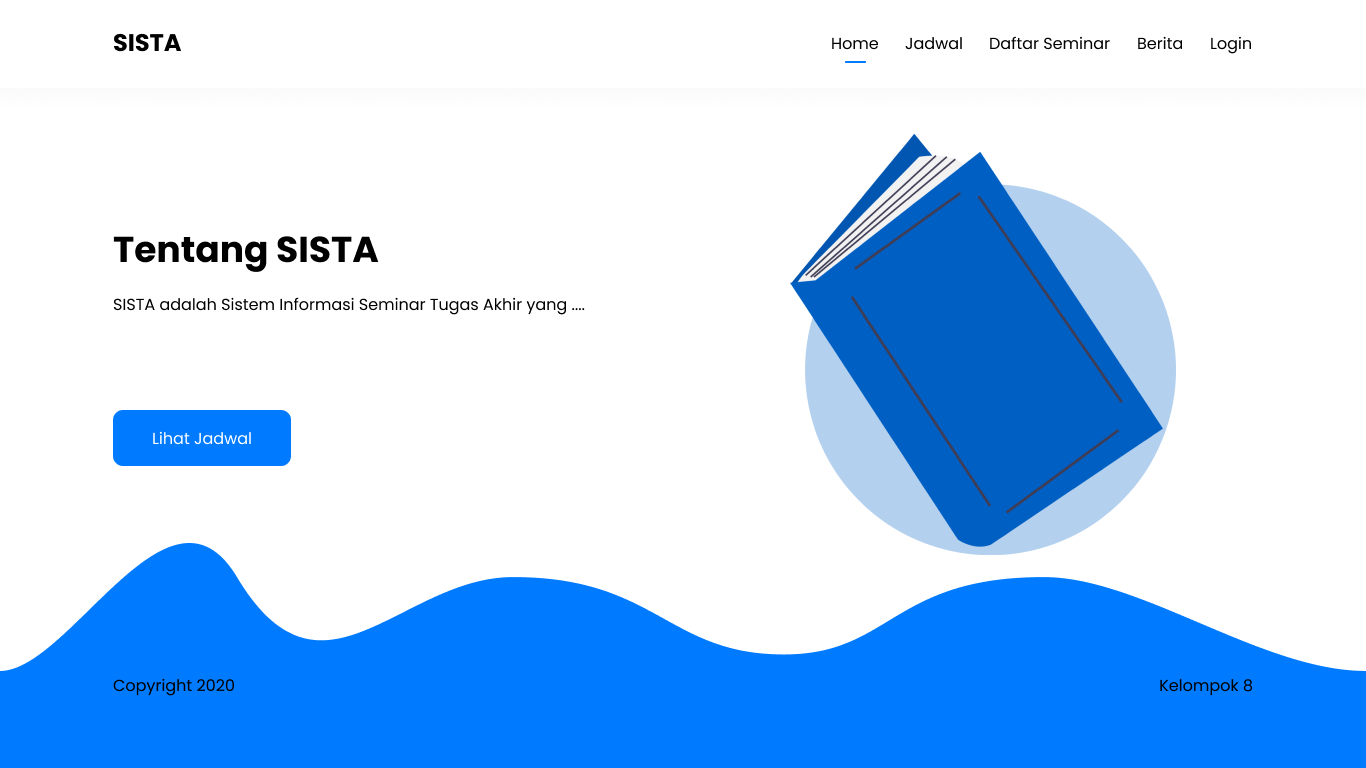 SISTA
Home Jadwal Daftar Seminar Berita Login
Tentang SISTA
SISTA adalah Sistem Informasi Seminar Tugas Akhir yang ....
Lihat Jadwal
Copyright 2020
Kelompok 8